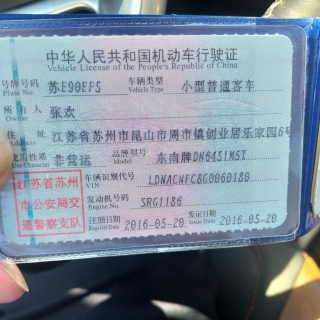 中华人民共和国机动车行驶证
Vehicle License of the People's Republic of China
号牌号码 苏E90EF5 车辆类型 小型普通客车
Plate No. Vehicle Type
所有人 张欢
Owner
住 址 江苏省苏州市昆山市周市镇创业居乐家园6号
使用性质 非营运 品牌型号 东南牌DN6451M5T
Use Character Model
江苏省苏州 车辆识别代号 LDNACNFC8G0060180
VIN
市公安局交 发动机号码 SRG1186
Engine No.
通警察支队 注册日期 2016-05-20 发证日期 2016-05-20
Register Date Issue Date